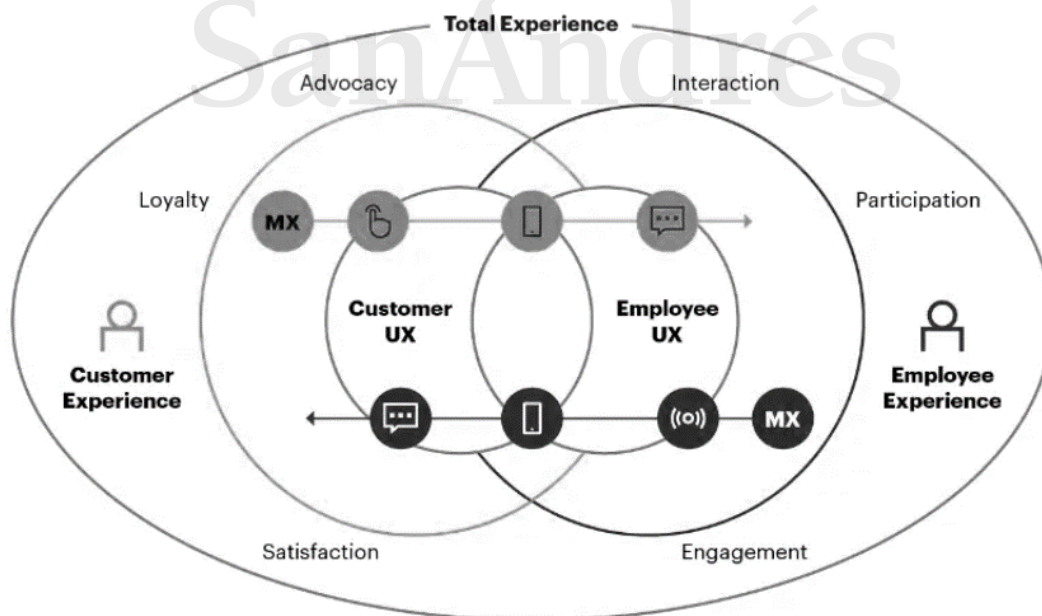 SanAndrés
Total Experience
Advocacy
Interaction
Loyalty
Participation
MX
Customer
UX
Employee
UX
Customer
Experience
Employee
Experience
MX
Satisfaction
Engagement